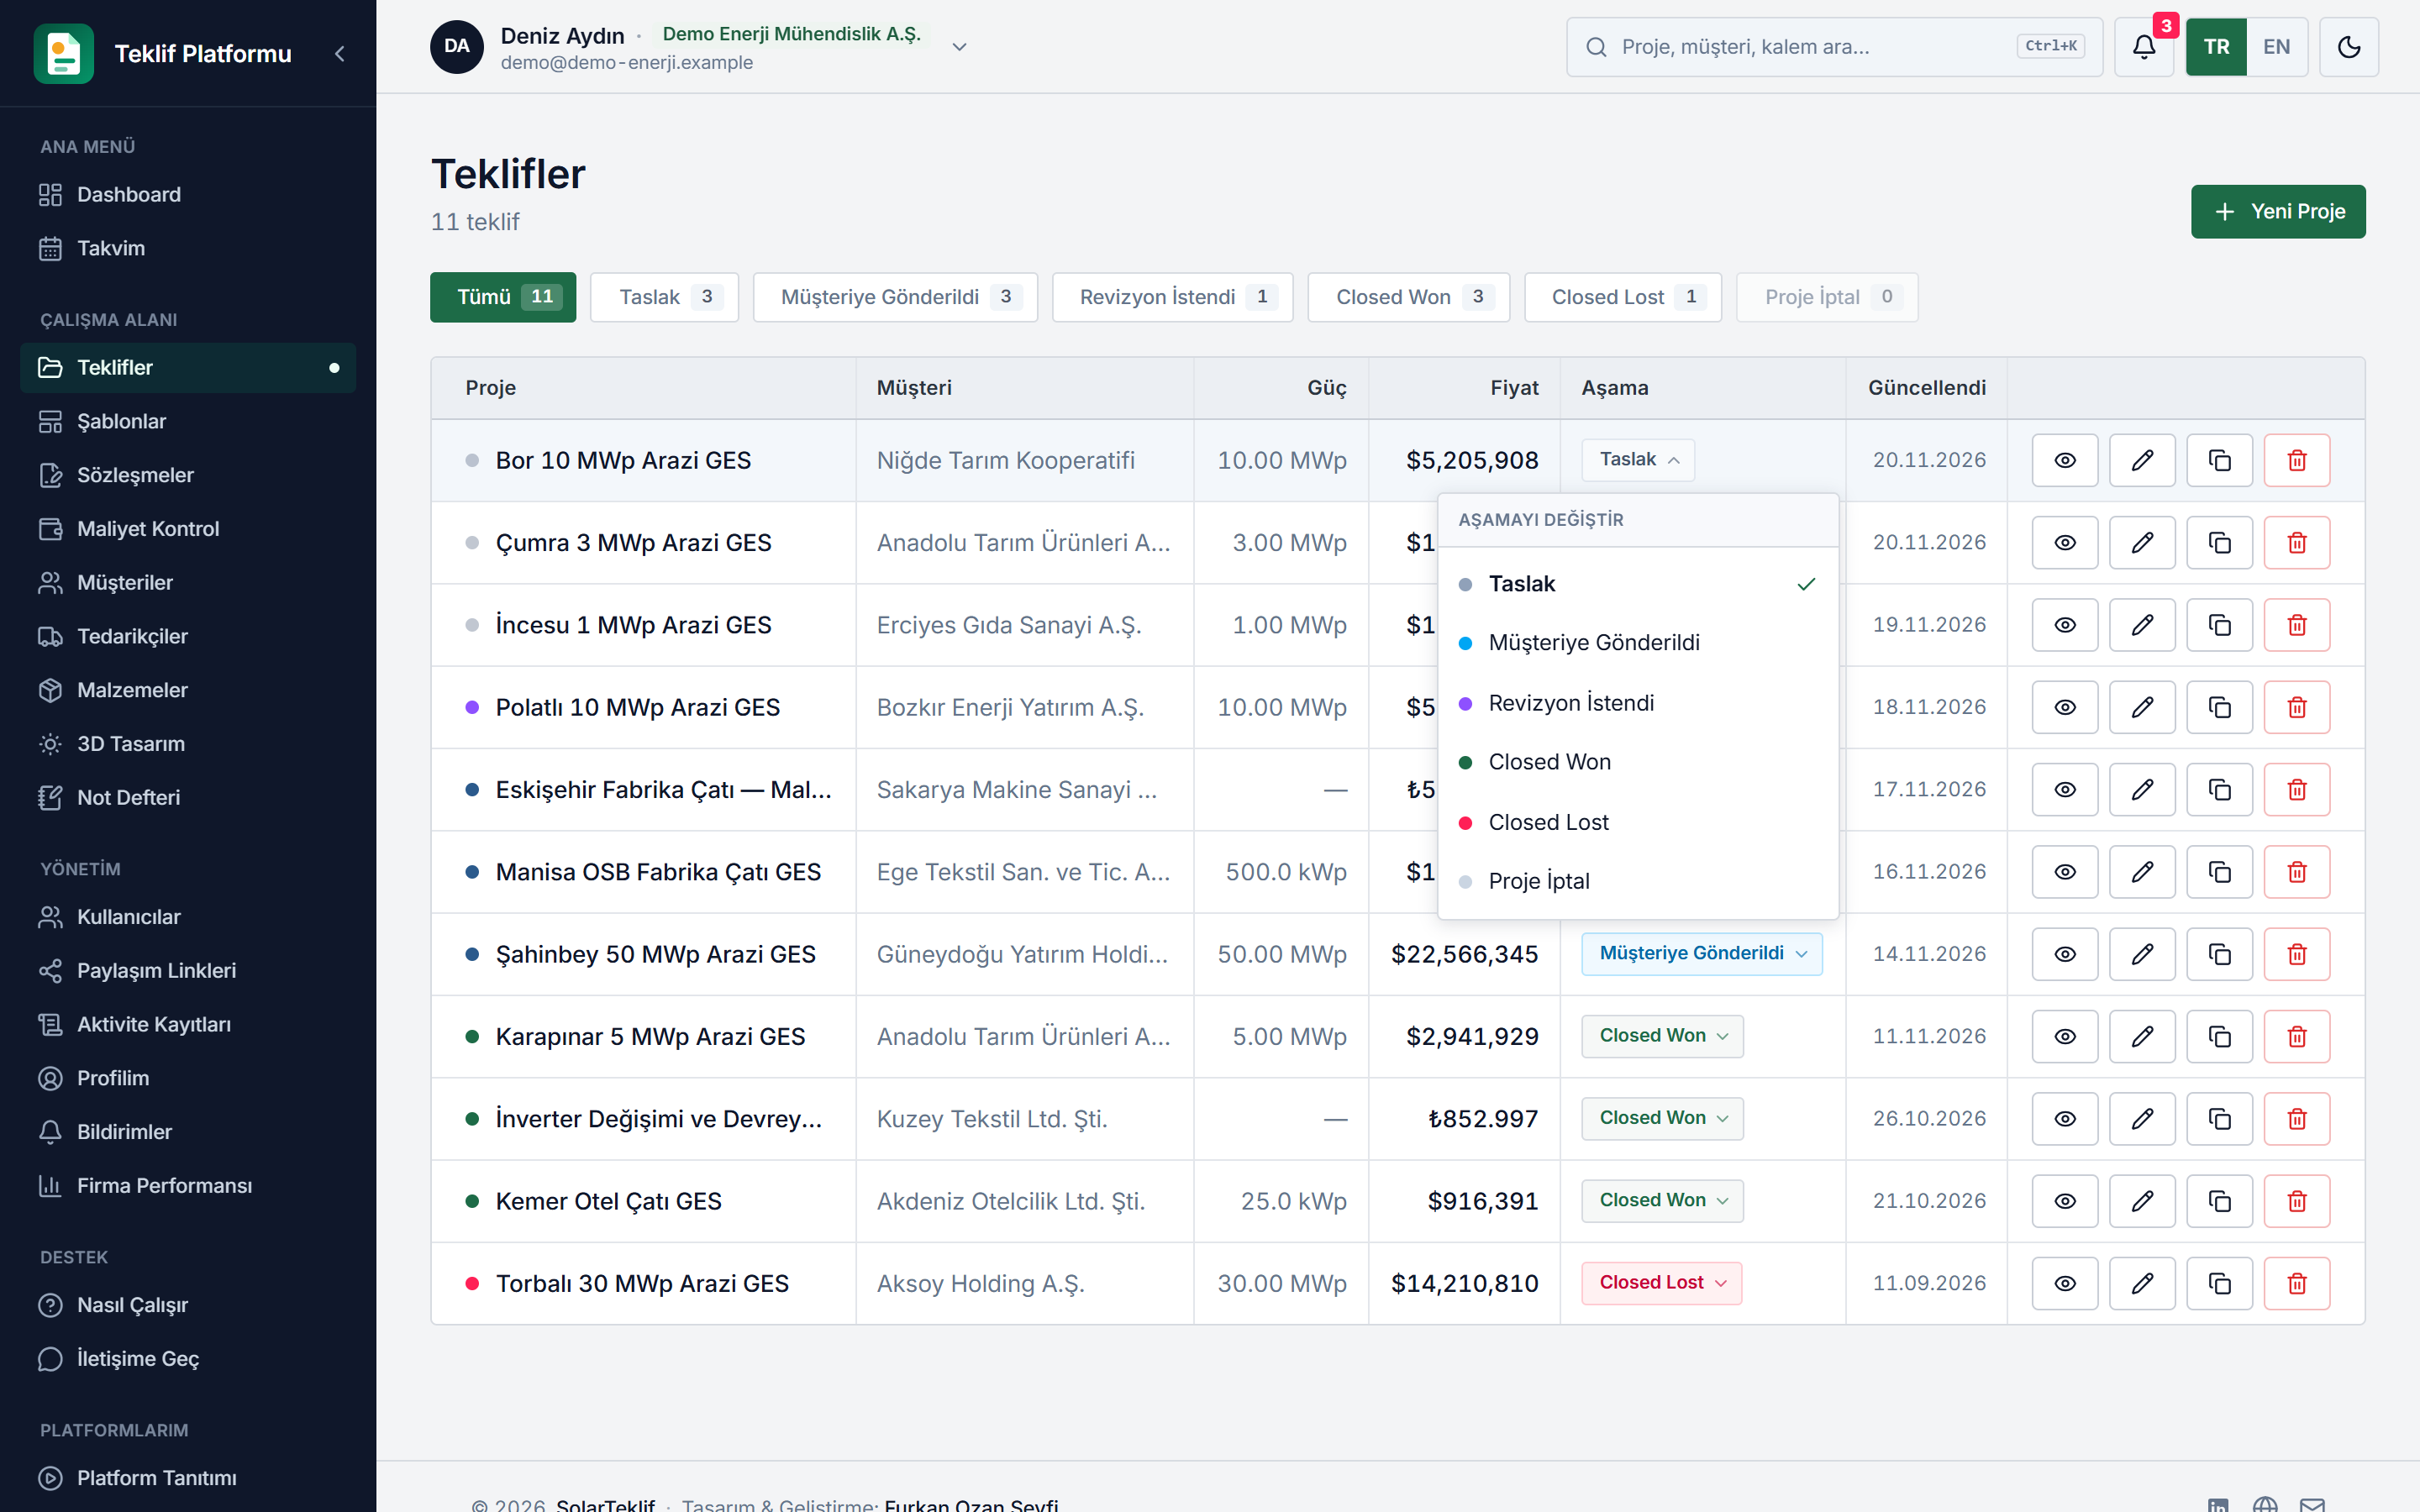 Teklif Platformu
ANA MENÜ
Dashboard
Takvim
ÇALIŞMA ALANI
Teklifler
Şablonlar
Sözleşmeler
Maliyet Kontrol
Müşteriler
Tedarikçiler
Malzemeler
3D Tasarım
Not Defteri
YÖNETİM
Kullanıcılar
Paylaşım Linkleri
Aktivite Kayıtları
Profilim
Bildirimler
Firma Performansı
DESTEK
Nasıl Çalışır
İletişime Geç
PLATFORMLARIM
Platform Tanıtımı
DA Deniz Aydın · Demo Enerji Mühendislik A.Ş.
demo@demo-enerji.example
Proje, müşteri, kalem ara... Ctrl+K 3 TR EN
Teklifler
11 teklif
Yeni Proje
Tümü 11 Taslak 3 Müşteriye Gönderildi 3 Revizyon İstendi 1 Closed Won 3 Closed Lost 1 Proje İptal 0
Proje Müşteri Güç Fiyat Aşama Güncellendi
Bor 10 MWp Arazi GES Niğde Tarım Kooperatifi 10.00 MWp $5,205,908 Taslak 20.11.2026
Çumra 3 MWp Arazi GES Anadolu Tarım Ürünleri A... 3.00 MWp $1 20.11.2026
İncesu 1 MWp Arazi GES Erciyes Gıda Sanayi A.Ş. 1.00 MWp $1 19.11.2026
Polatlı 10 MWp Arazi GES Bozkır Enerji Yatırım A.Ş. 10.00 MWp $5 18.11.2026
Eskişehir Fabrika Çatı — Mal... Sakarya Makine Sanayi ... — ₺5 17.11.2026
Manisa OSB Fabrika Çatı GES Ege Tekstil San. ve Tic. A... 500.0 kWp $1 16.11.2026
AŞAMAYI DEĞİŞTİR
Taslak
Müşteriye Gönderildi
Revizyon İstendi
Closed Won
Closed Lost
Proje İptal
Şahinbey 50 MWp Arazi GES Güneydoğu Yatırım Holdi... 50.00 MWp $22,566,345 Müşteriye Gönderildi 14.11.2026
Karapınar 5 MWp Arazi GES Anadolu Tarım Ürünleri A... 5.00 MWp $2,941,929 Closed Won 11.11.2026
İnverter Değişimi ve Devrey... Kuzey Tekstil Ltd. Şti. — ₺852.997 Closed Won 26.10.2026
Kemer Otel Çatı GES Akdeniz Otelcilik Ltd. Şti. 25.0 kWp $916,391 Closed Won 21.10.2026
Torbalı 30 MWp Arazi GES Aksoy Holding A.Ş. 30.00 MWp $14,210,810 Closed Lost 11.09.2026
© 2026 SolarTeklif · Tasarım & Geliştirme: Furkan Ozan Seyfi